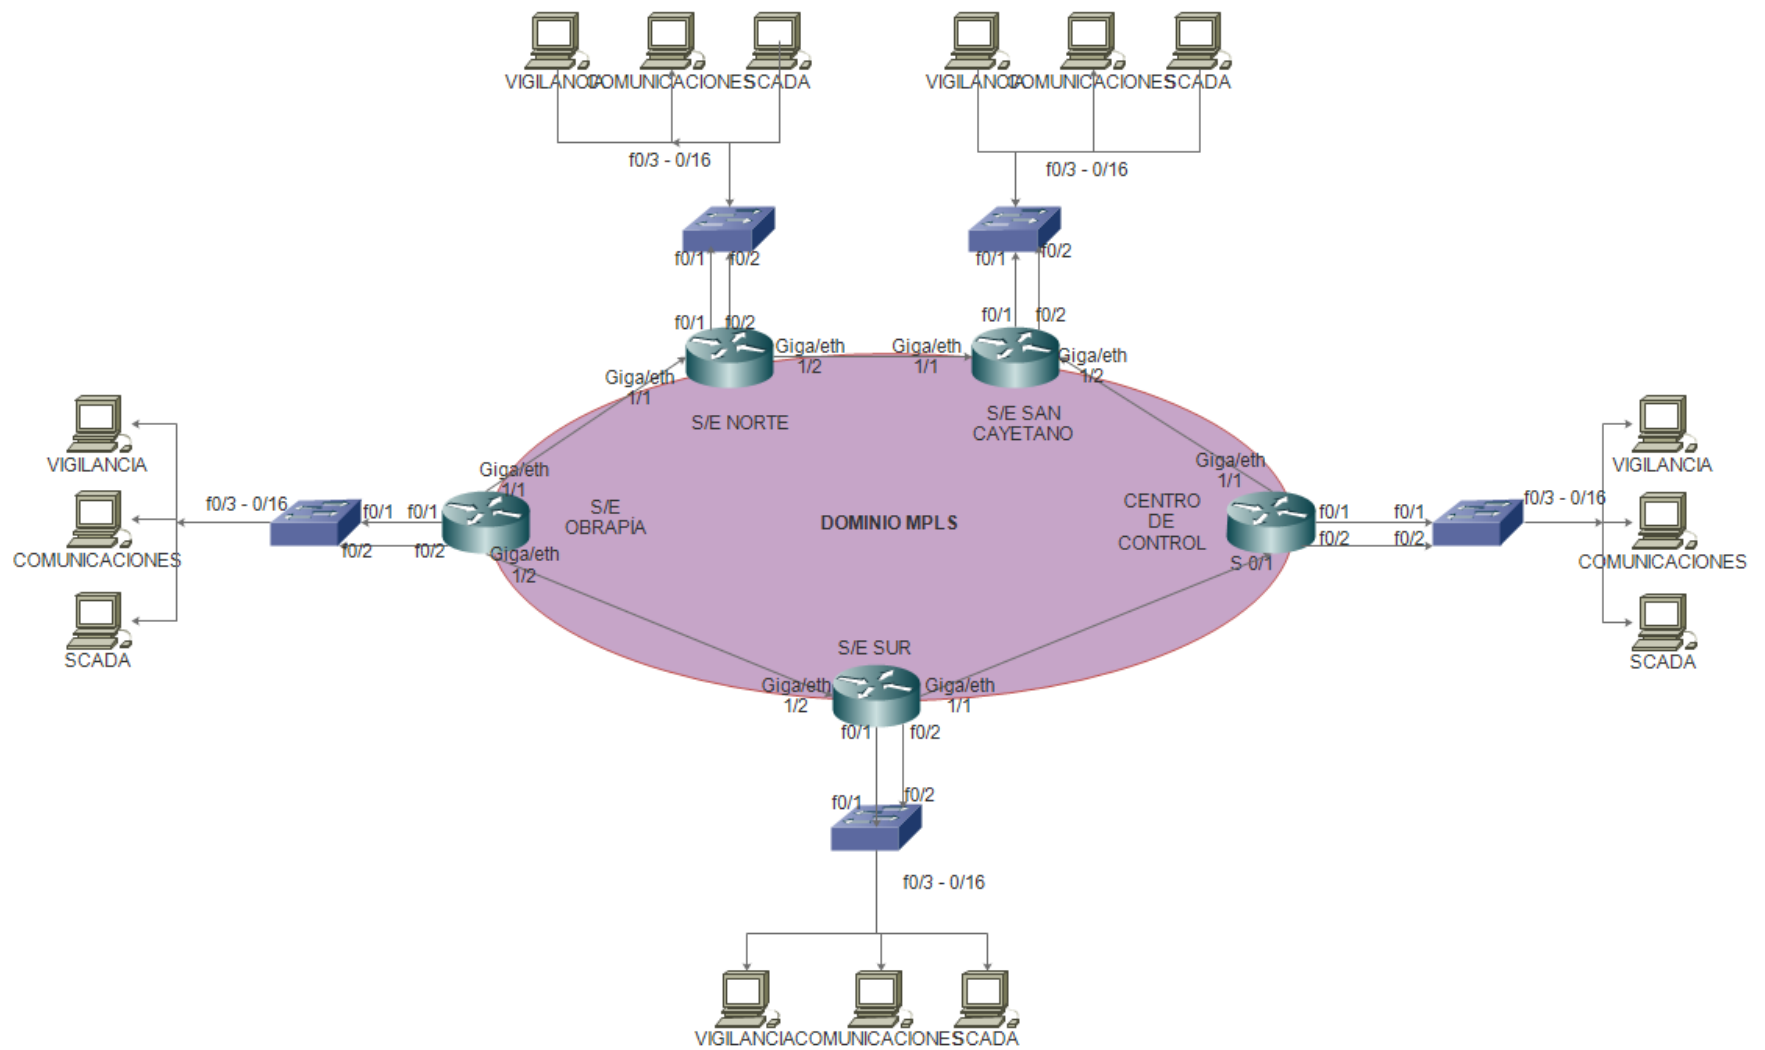 VIGILANCIA
COMUNICACIONES
SCADA
VIGILANCIA
COMUNICACIONES
SCADA
f0/3 - 0/16
f0/3 - 0/16
f0/1
f0/2
f0/1
f0/2
f0/1
f0/2
f0/1
f0/2
Giga/eth
1/2
Giga/eth
1/1
Giga/eth
1/2
Giga/eth
1/1
S/E NORTE
S/E SAN
CAYETANO
VIGILANCIA
COMUNICACIONES
SCADA
f0/3 - 0/16
f0/1
f0/1
f0/2
f0/2
Giga/eth
1/1
Giga/eth
1/2
S/E
OBRAPÍA
DOMINIO MPLS
CENTRO
DE
CONTROL
Giga/eth
1/1
S 0/1
f0/1
f0/1
f0/2
f0/2
f0/3 - 0/16
VIGILANCIA
COMUNICACIONES
SCADA
S/E SUR
Giga/eth
1/2
Giga/eth
1/1
f0/1
f0/2
f0/1
f0/2
f0/3 - 0/16
VIGILANCIA
COMUNICACIONES
SCADA